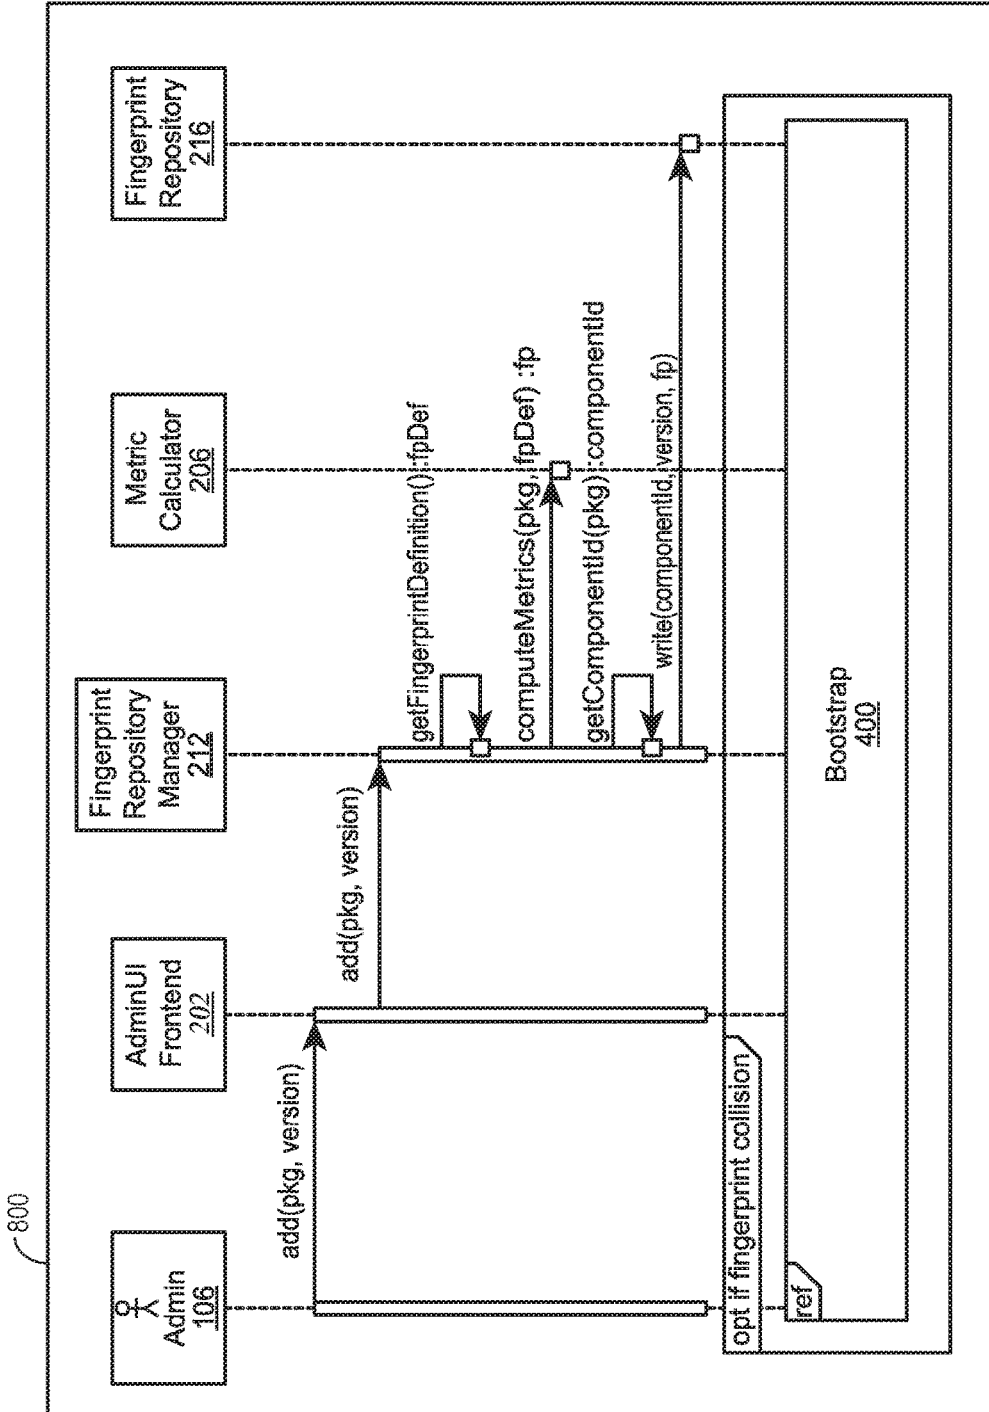 800
Admin
106
AdminUI
Frontend
202
Fingerprint
Repository
Manager
212
Metric
Calculator
206
Fingerprint
Repository
216
add(pkg, version)
add(pkg, version)
getFingerprintDefinition()::fpDef
computeMetrics(pkg, fpDef) :fp
getComponentId(pkg)::componentId
write(componentId, version, fp)
opt if fingerprint collision
ref
Bootstrap
400